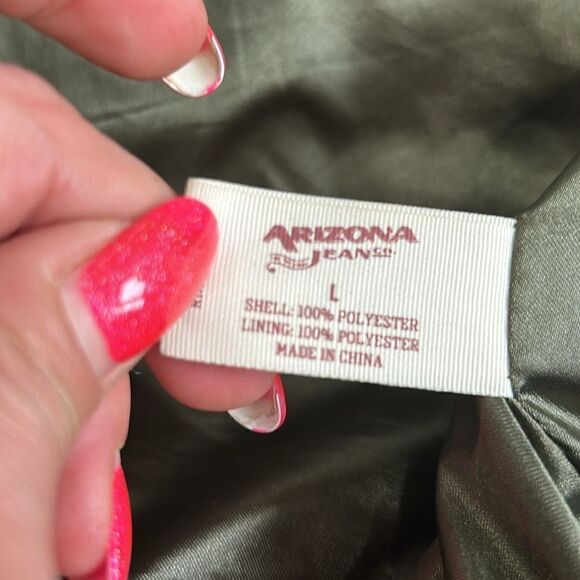 ARIZONA
JEAN CO.
L
SHELL: 100% POLYESTER
LINING: 100% POLYESTER
MADE IN CHINA